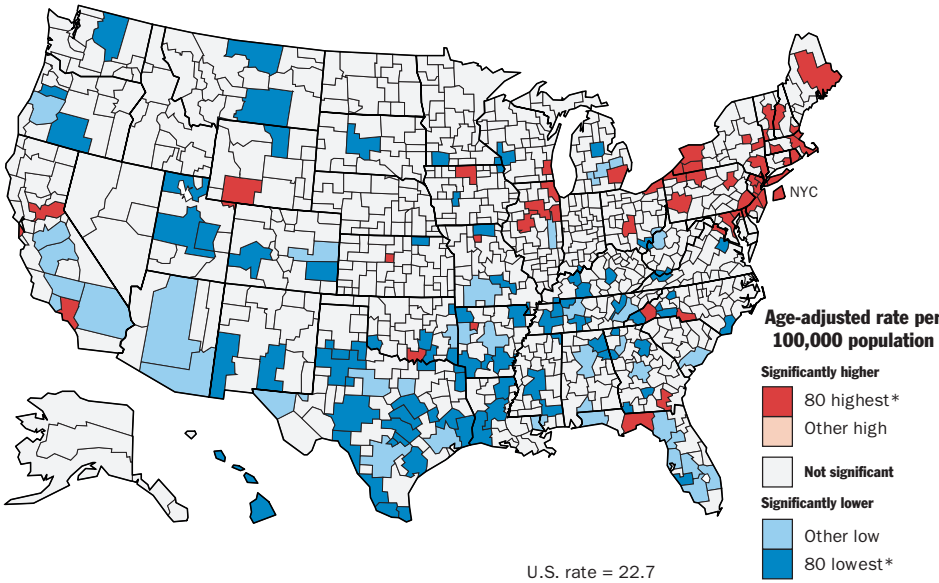 NYC
Age-adjusted rate per
100,000 population
Significantly higher
80 highest*
Other high
Not significant
Significantly lower
Other low
80 lowest*
U.S. rate = 22.7